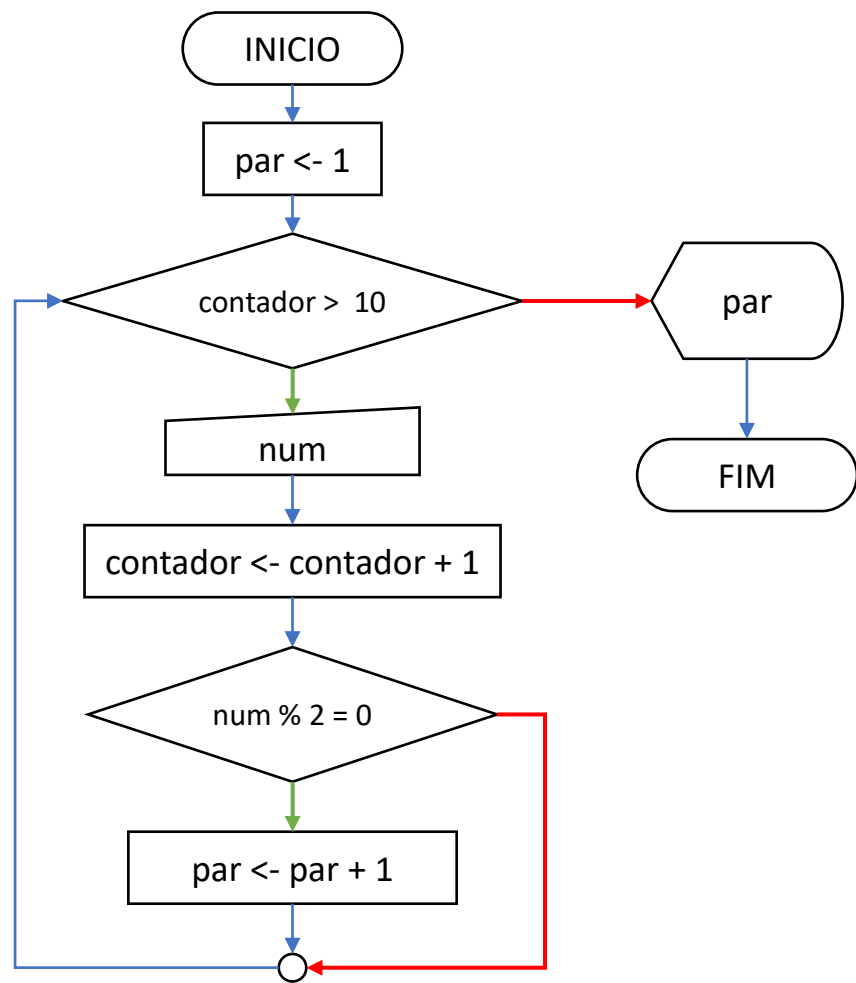 INICIO
par <- 1
contador >  10
par
num
FIM
contador <- contador + 1
num % 2 = 0
par <- par + 1